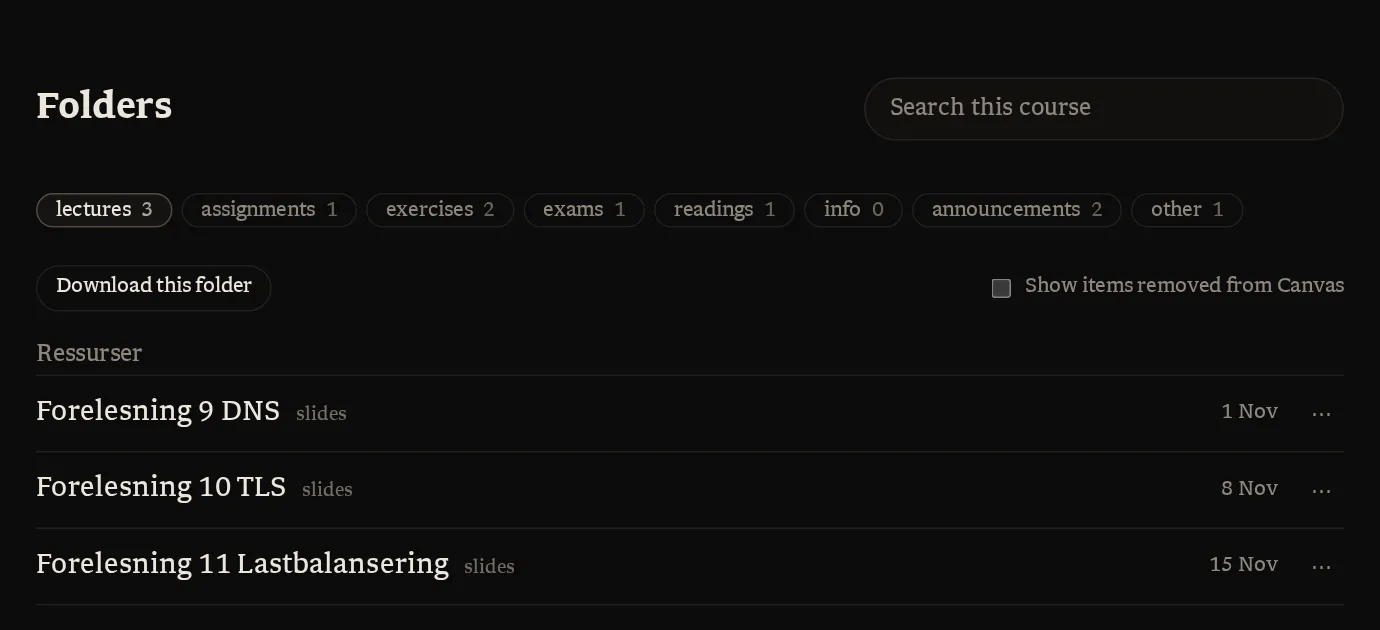 Folders
Search this course
lectures 3 assignments 1 exercises 2 exams 1 readings 1 info 0 announcements 2 other 1
Download this folder
Show items removed from Canvas
Ressurser
Forelesning 9 DNS slides 1 Nov ...
Forelesning 10 TLS slides 8 Nov ...
Forelesning 11 Lastbalansering slides 15 Nov ...